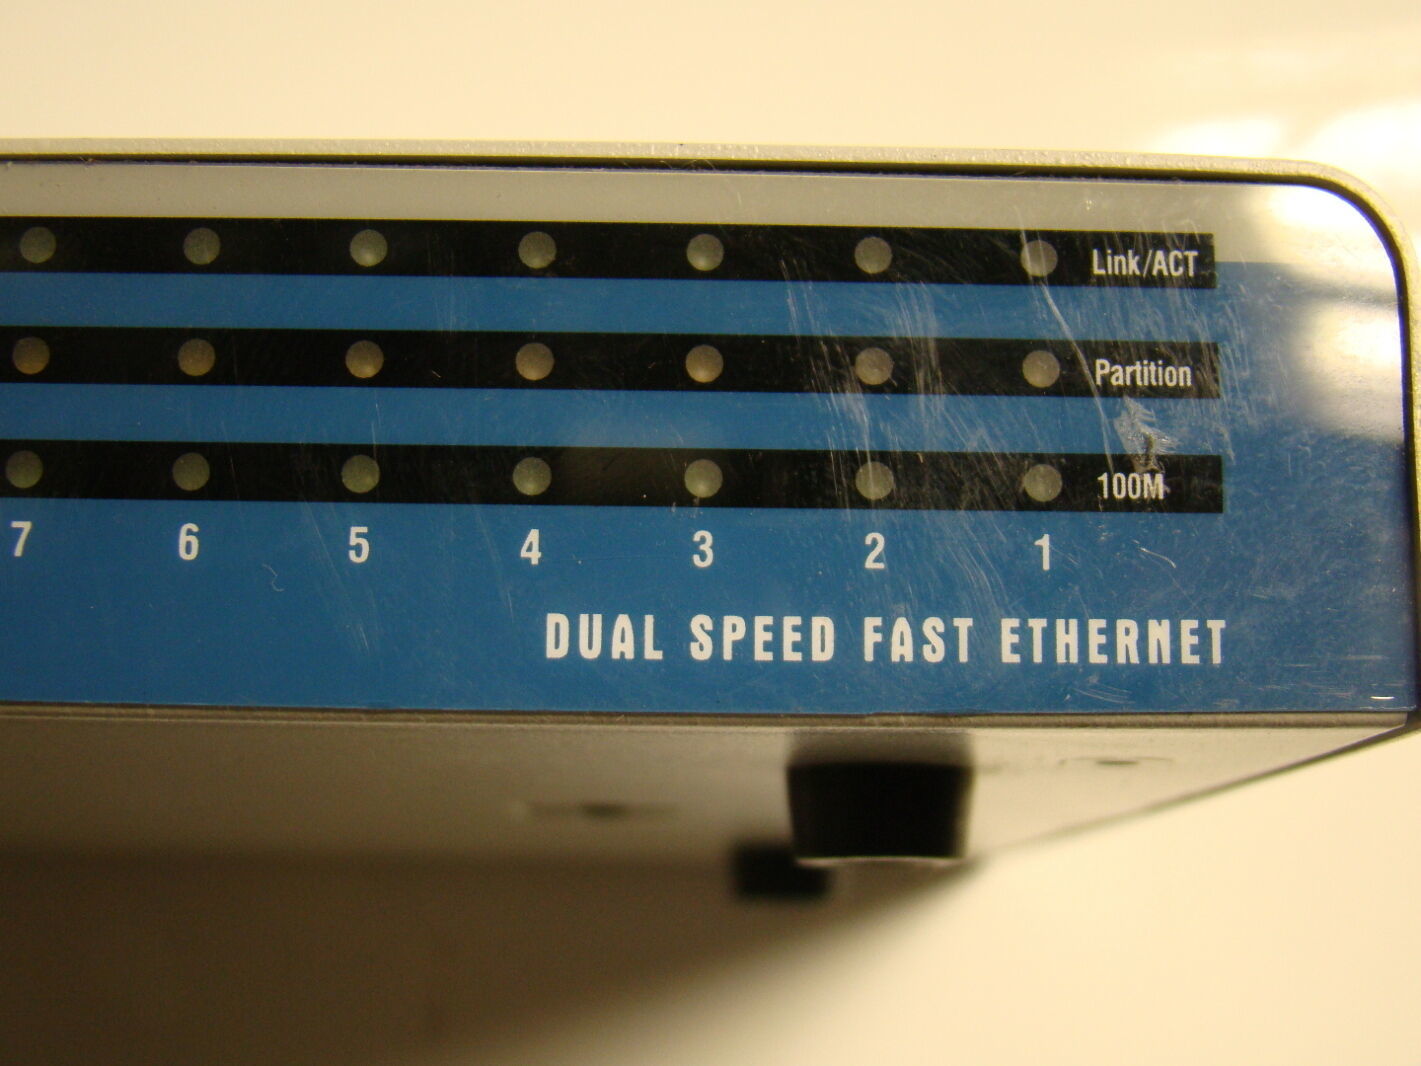 Link/ACT
Partition
100M
7 6 5 4 3 2 1
DUAL SPEED FAST ETHERNET